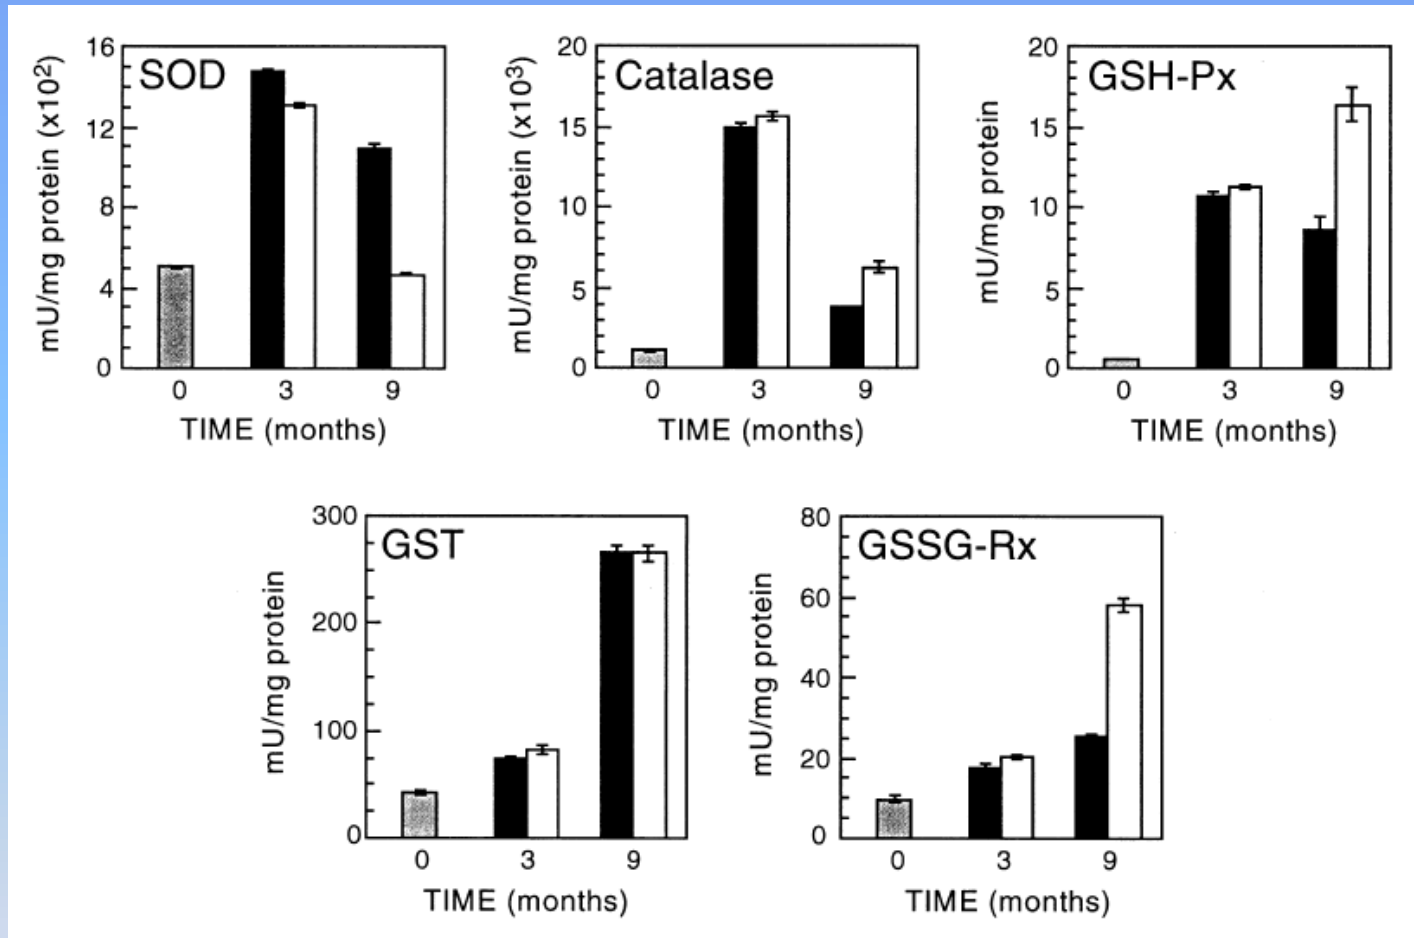 SOD
mU/mg protein (x10²)
16
12
8
4
0
0 3 9
TIME (months)
Catalase
mU/mg protein (x10³)
20
15
10
5
0
0 3 9
TIME (months)
GSH-Px
mU/mg protein
20
15
10
5
0
0 3 9
TIME (months)
GST
mU/mg protein
300
200
100
0
0 3 9
TIME (months)
GSSG-Rx
mU/mg protein
80
60
40
20
0
0 3 9
TIME (months)